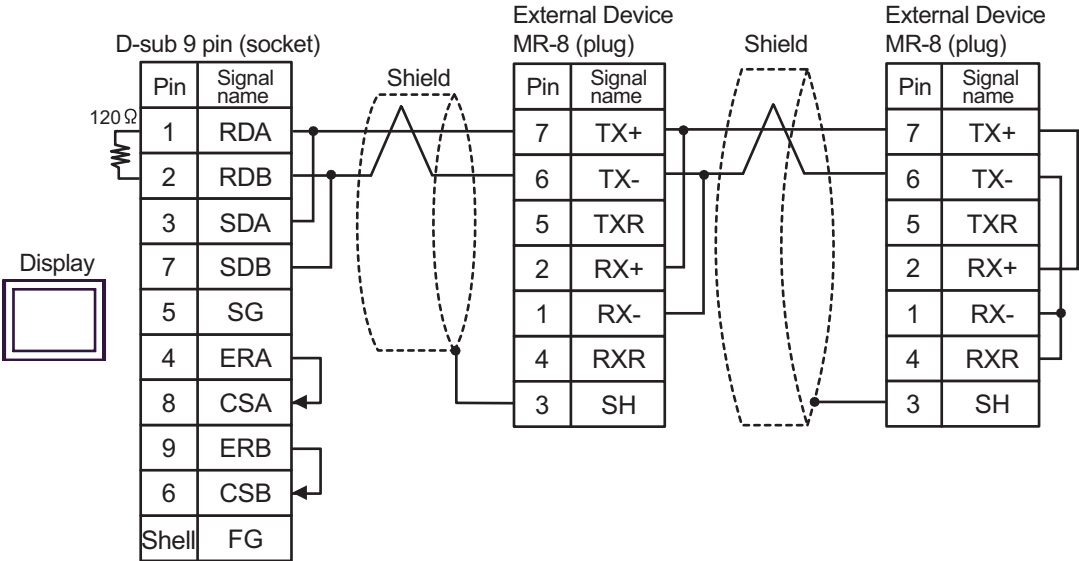 D-sub 9 pin (socket)
Pin Signal name
120Ω
1 RDA
2 RDB
3 SDA
7 SDB
5 SG
4 ERA
8 CSA
9 ERB
6 CSB
Shell FG
Display
Shield
External Device
MR-8 (plug)
Pin Signal name
7 TX+
6 TX-
5 TXR
2 RX+
1 RX-
4 RXR
3 SH
Shield
External Device
MR-8 (plug)
Pin Signal name
7 TX+
6 TX-
5 TXR
2 RX+
1 RX-
4 RXR
3 SH